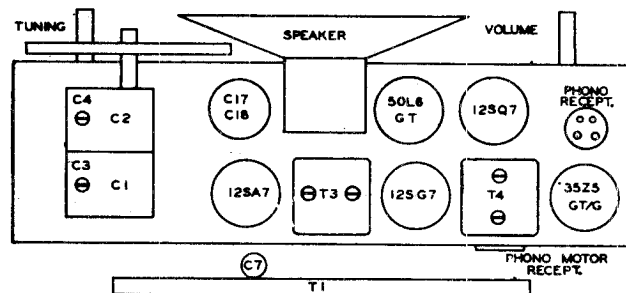 TUNING
SPEAKER
VOLUME
C4
C2
C17
C18
50L6
GT
12SQ7
PHONO
RECEPT.
C3
C1
12SA7
T3
12SG7
T4
35Z5
GT/G
C7
PHONO MOTOR
RECEPT.
T1